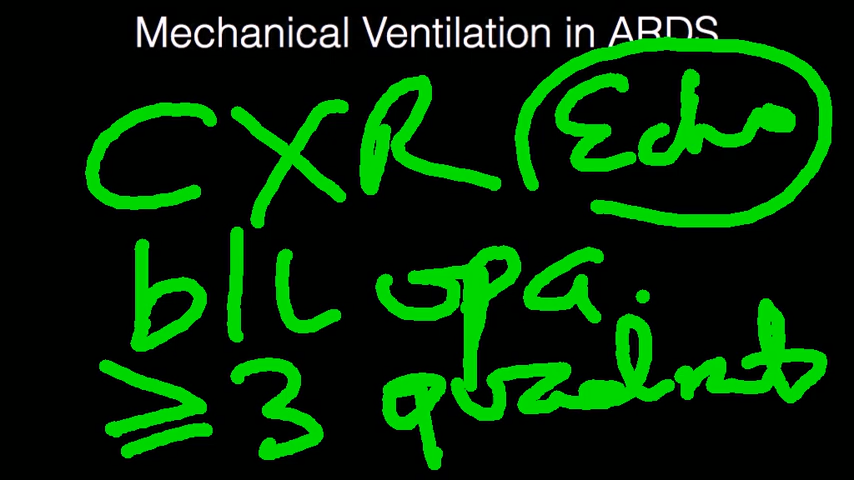 Mechanical Ventilation in ARDS
CXR Echo
b/L opa.
≥3 quadrants